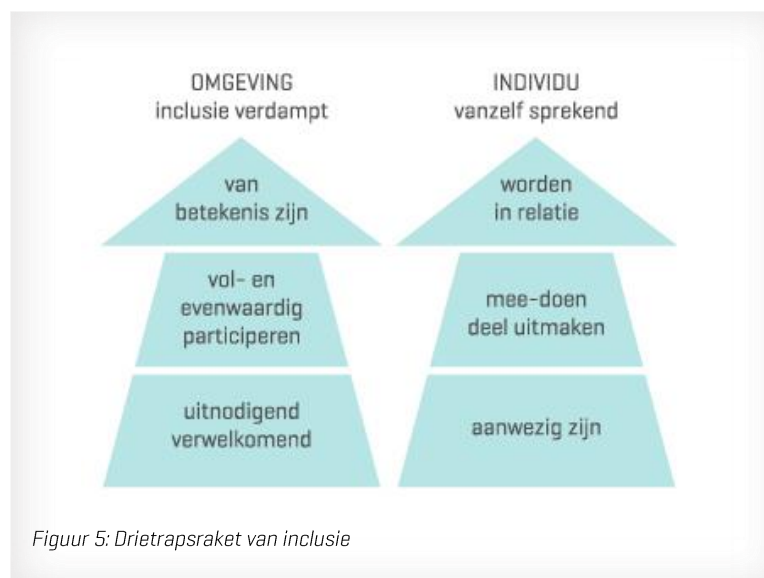 OMGEVING
inclusie verdampt
van
betekenis zijn
vol- en
evenwaardig
participeren
uitnodigend
verwelkomend
INDIVIDU
vanzelf sprekend
worden
in relatie
mee-doen
deel uitmaken
aanwezig zijn
Figuur 5: Drietrapsraket van inclusie